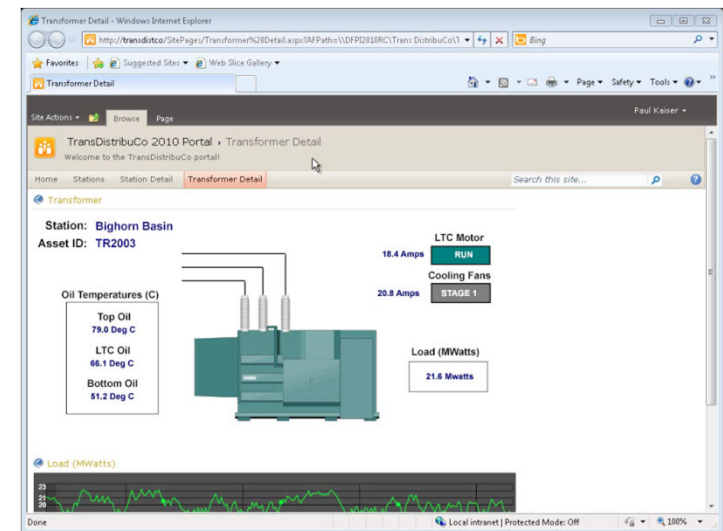 Transformer Detail - Windows Internet Explorer
http://transdistco/SitePages/Transformer%20Detail.aspx?AFPath=\\DFPI2010RC\Trans DistribuCo\T
Bing
Favorites Suggested Sites Web Slice Gallery
Transformer Detail
Page Safety Tools
Paul Kaiser
Site Actions Browse Page
TransDistribuCo 2010 Portal › Transformer Detail
Welcome to the TransDistribuCo portal!
Home Stations Station Detail Transformer Detail Search this site...
Transformer
Station: Bighorn Basin
Asset ID: TR2003
LTC Motor
18.4 Amps RUN
Cooling Fans
20.8 Amps STAGE 1
Oil Temperatures (C)
Top Oil
79.0 Deg C
LTC Oil
66.1 Deg C
Bottom Oil
51.2 Deg C
Load (MWatts)
21.6 Mwatts
Load (MWatts)
23
21
20
Done Local intranet | Protected Mode: Off 100%